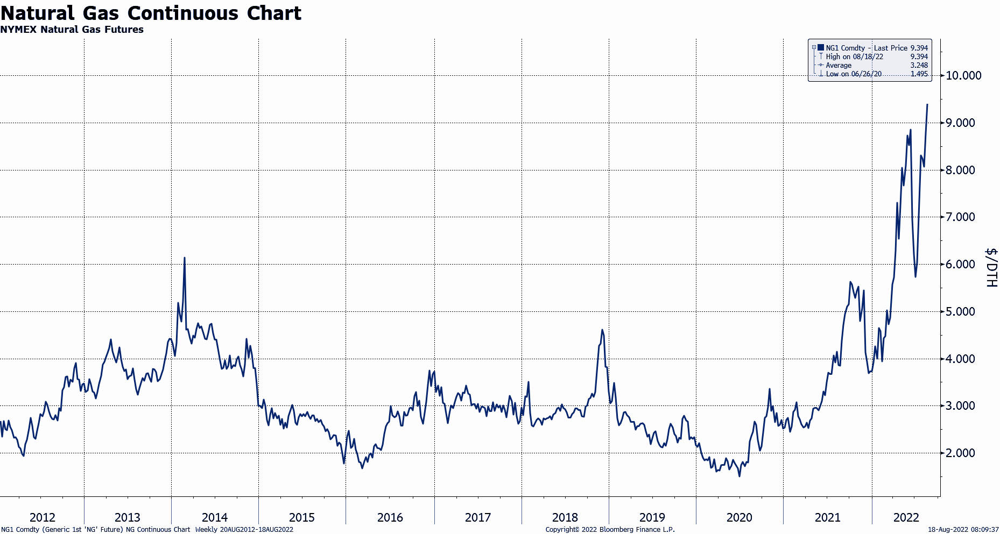 Natural Gas Continuous Chart
NYMEX Natural Gas Futures
NG1 Comdty - Last Price 9.394
High on 08/18/22 9.394
Average 3.248
Low on 06/26/20 1.495
10.000
9.000
8.000
7.000
6.000
5.000
4.000
3.000
2.000
$/DTH
2012 2013 2014 2015 2016 2017 2018 2019 2020 2021 2022
NG1 Comdty (Generic 1st 'NG' Future) NG Continuous Chart Weekly 20AUG2012-18AUG2022 Copyright© 2022 Bloomberg Finance L.P. 18-Aug-2022 08:09:37